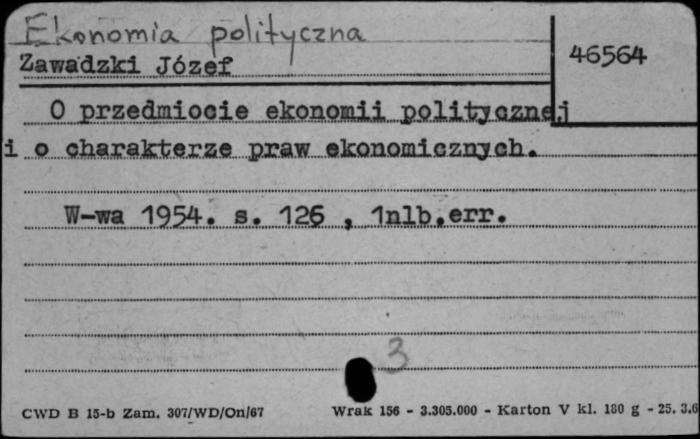 Ekonomia polityczna
46564
Zawadzki Józef
O przedmiocie ekonomii politycznej
i o charakterze praw ekonomicznych.
W-wa 1954. s. 126 , 1nlb.err.
3
CWD B 15-b Zam. 307/WD/On/67 Wrak 156 - 3.305.000 - Karton V kl. 180 g - 25. 3.6